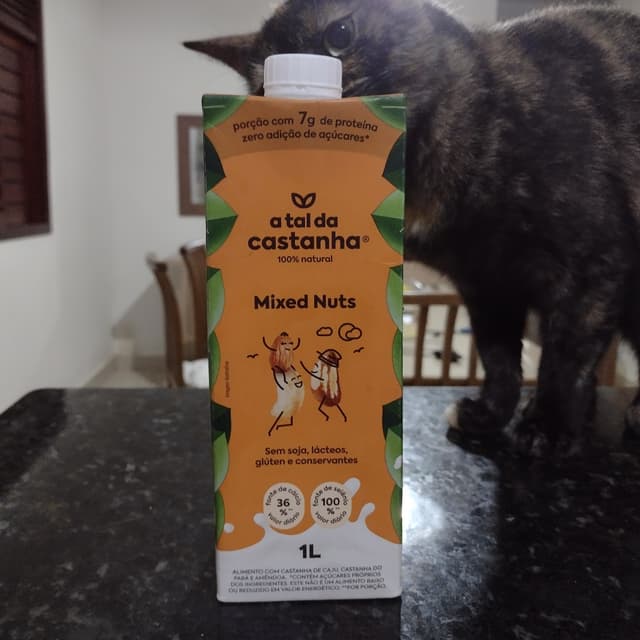 porção com 7g de proteína
zero adição de açúcares*
a tal da
castanha®
100% natural
Mixed Nuts
Sem soja, lácteos,
glúten e conservantes
fonte de cálcio
36
%**
valor diário
fonte de selênio
100
%**
valor diário
1L
ALIMENTO COM CASTANHA DE CAJU, CASTANHA DO
PARÁ E AMÊNDOA. *CONTÉM AÇÚCARES PRÓPRIOS
DOS INGREDIENTES. ESTE NÃO É UM ALIMENTO BAIXO
OU REDUZIDO EM VALOR ENERGÉTICO. **POR PORÇÃO.